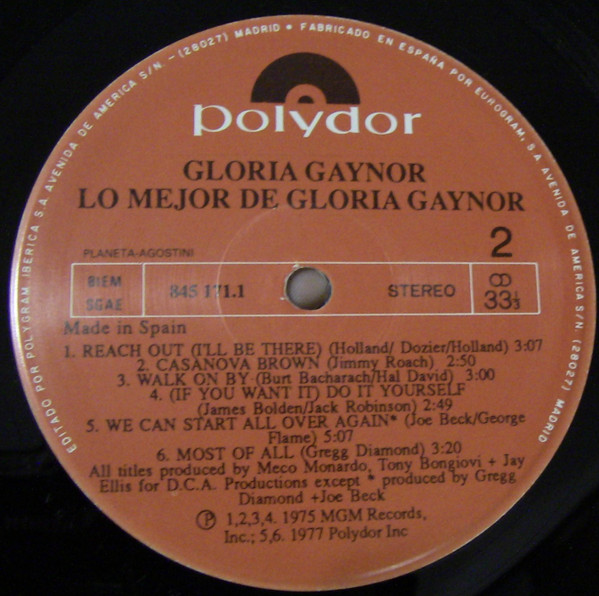 EDITADO POR POLYGRAM IBERICA S.A. AVENIDA DE AMERICA S/N. - (28027) MADRID • FABRICADO EN ESPAÑA POR EUROGRAM, S.A. AVENIDA DE AMERICA S/N. (28027) MADRID
polydor
GLORIA GAYNOR
LO MEJOR DE GLORIA GAYNOR
2
PLANETA-AGOSTINI
BIEM
SGAE
845 171.1
STEREO
33 1/3
Made in Spain
1. REACH OUT (I'LL BE THERE) (Holland/ Dozier/Holland) 3:07
2. CASANOVA BROWN (Jimmy Roach) 2:50
3. WALK ON BY (Burt Bacharach/Hal David) 3:00
4. (IF YOU WANT IT) DO IT YOURSELF
(James Bolden/Jack Robinson) 2:49
5. WE CAN START ALL OVER AGAIN* (Joe Beck/George
Flame) 5:07
6. MOST OF ALL (Gregg Diamond) 3:20
All titles produced by Meco Monardo, Tony Bongiovi + Jay
Ellis for D.C.A. Productions except * produced by Gregg
Diamond +Joe Beck
℗ 1,2,3,4. 1975 MGM Records,
Inc.; 5,6. 1977 Polydor Inc